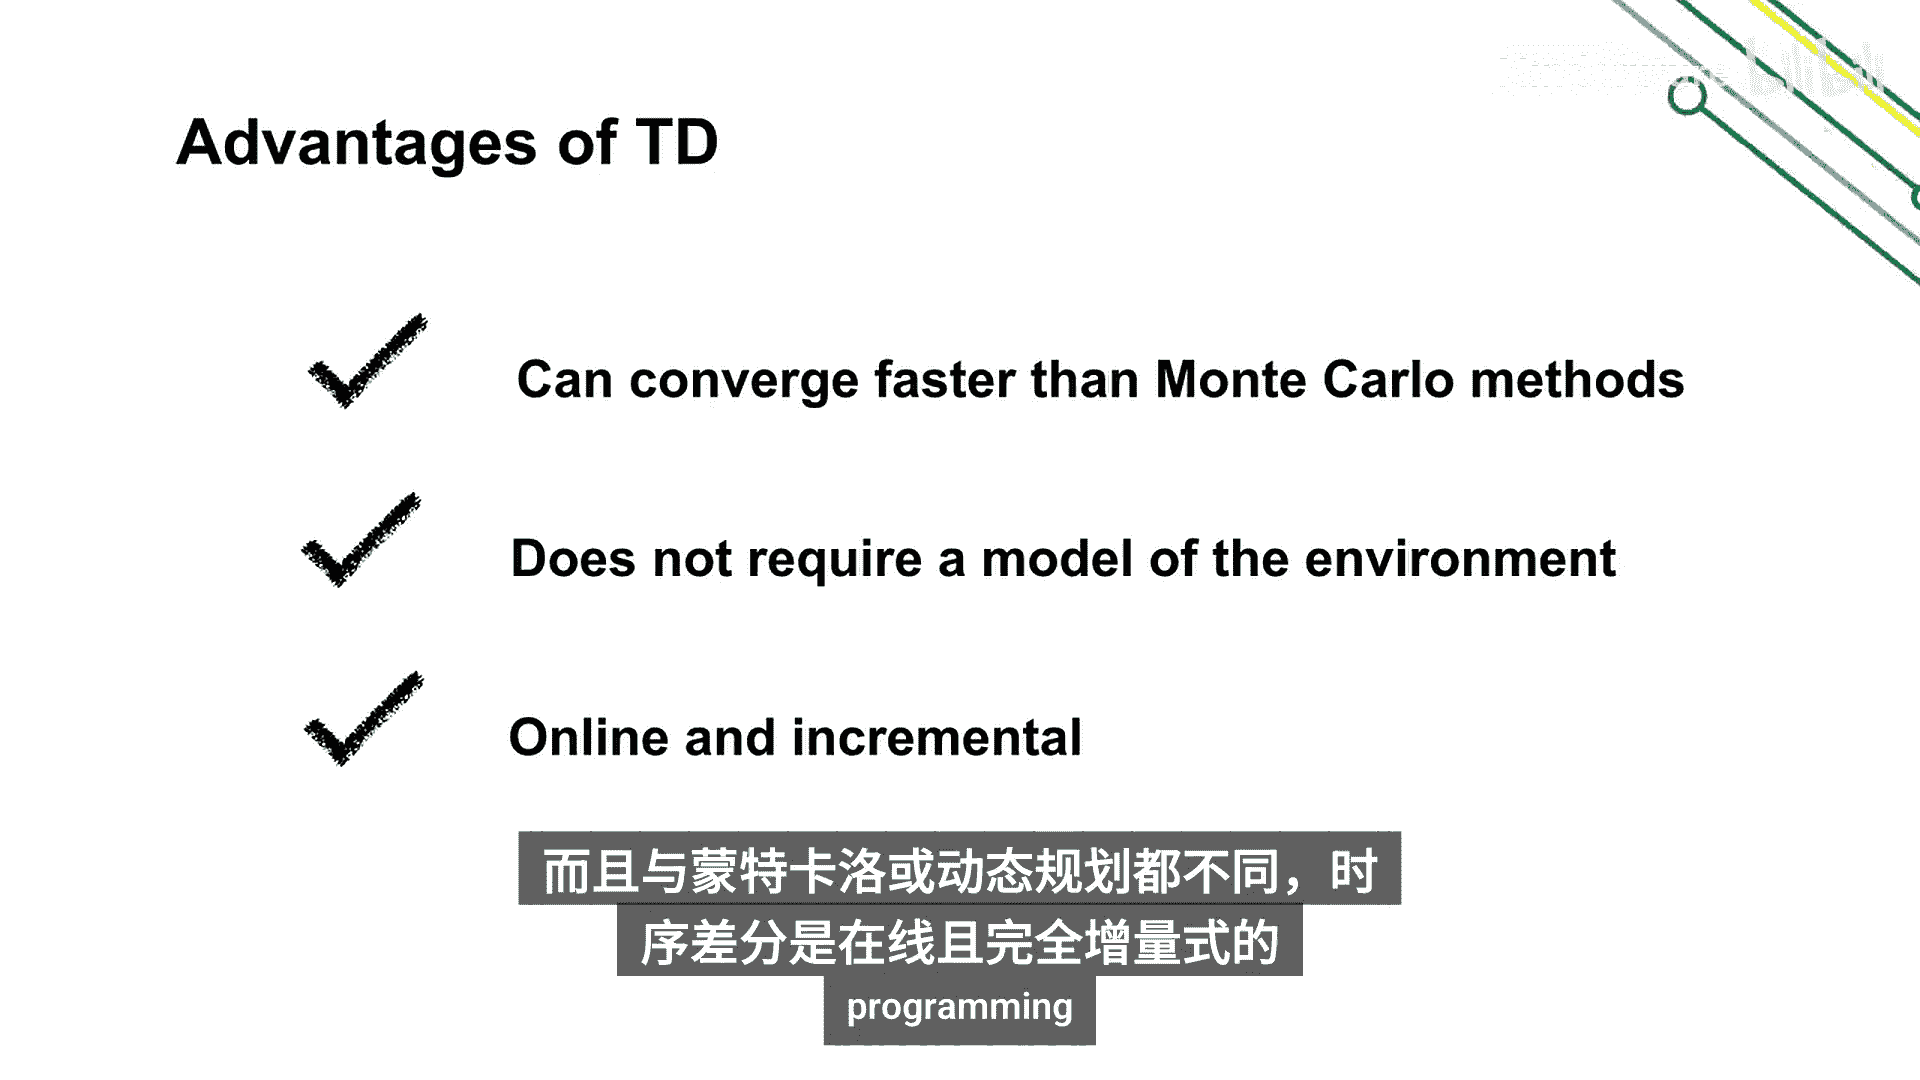 Advantages of TD
Can converge faster than Monte Carlo methods
Does not require a model of the environment
Online and incremental
而且与蒙特卡洛或动态规划都不同，时
序差分是在线且完全增量式的
programming